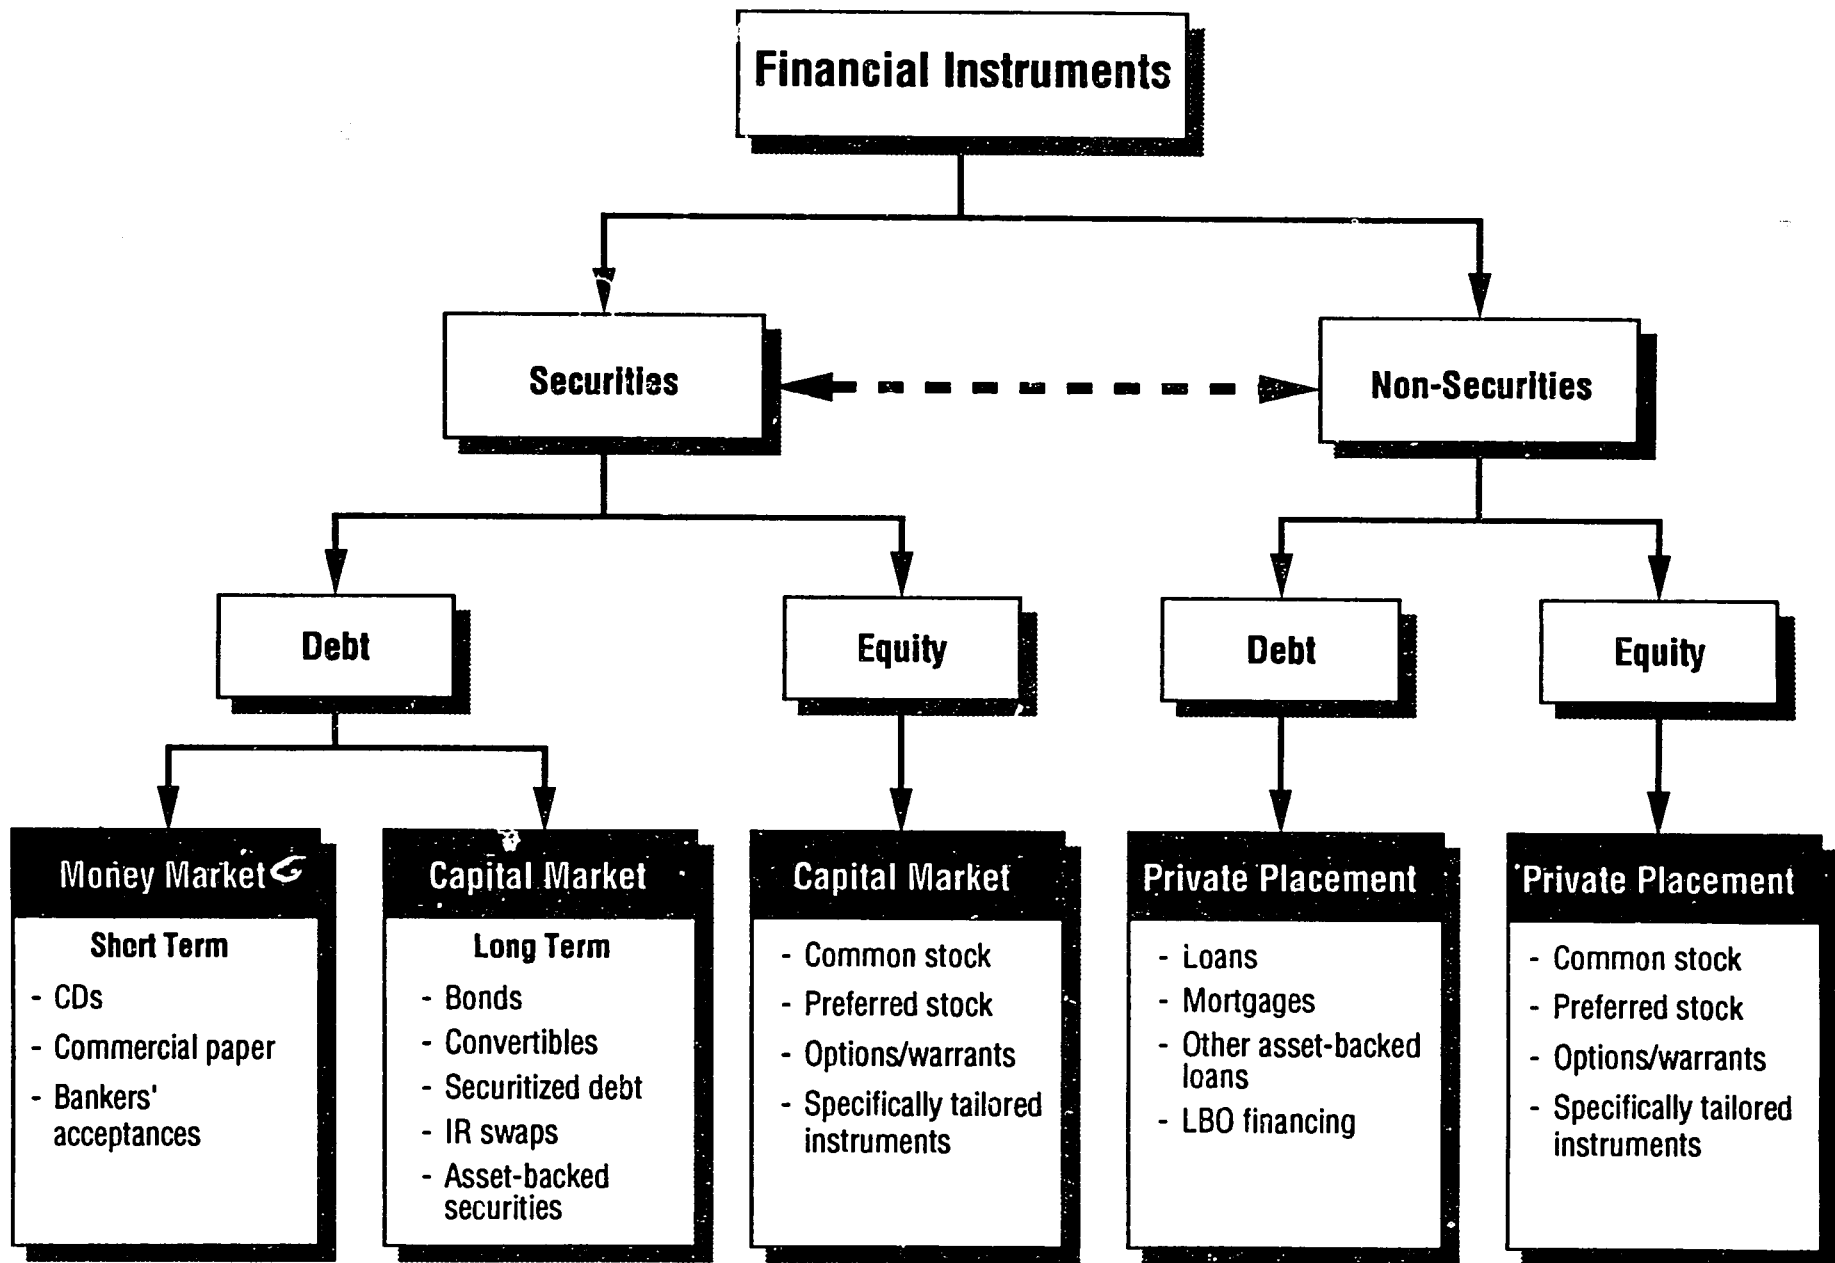 Financial Instruments
Securities
Non-Securities
Debt
Equity
Debt
Equity
Money Market
Short Term
- CDs
- Commercial paper
- Bankers'
acceptances
Capital Market
Long Term
- Bonds
- Convertibles
- Securitized debt
- IR swaps
- Asset-backed
securities
Capital Market
- Common stock
- Preferred stock
- Options/warrants
- Specifically tailored
instruments
Private Placement
- Loans
- Mortgages
- Other asset-backed
loans
- LBO financing
Private Placement
- Common stock
- Preferred stock
- Options/warrants
- Specifically tailored
instruments